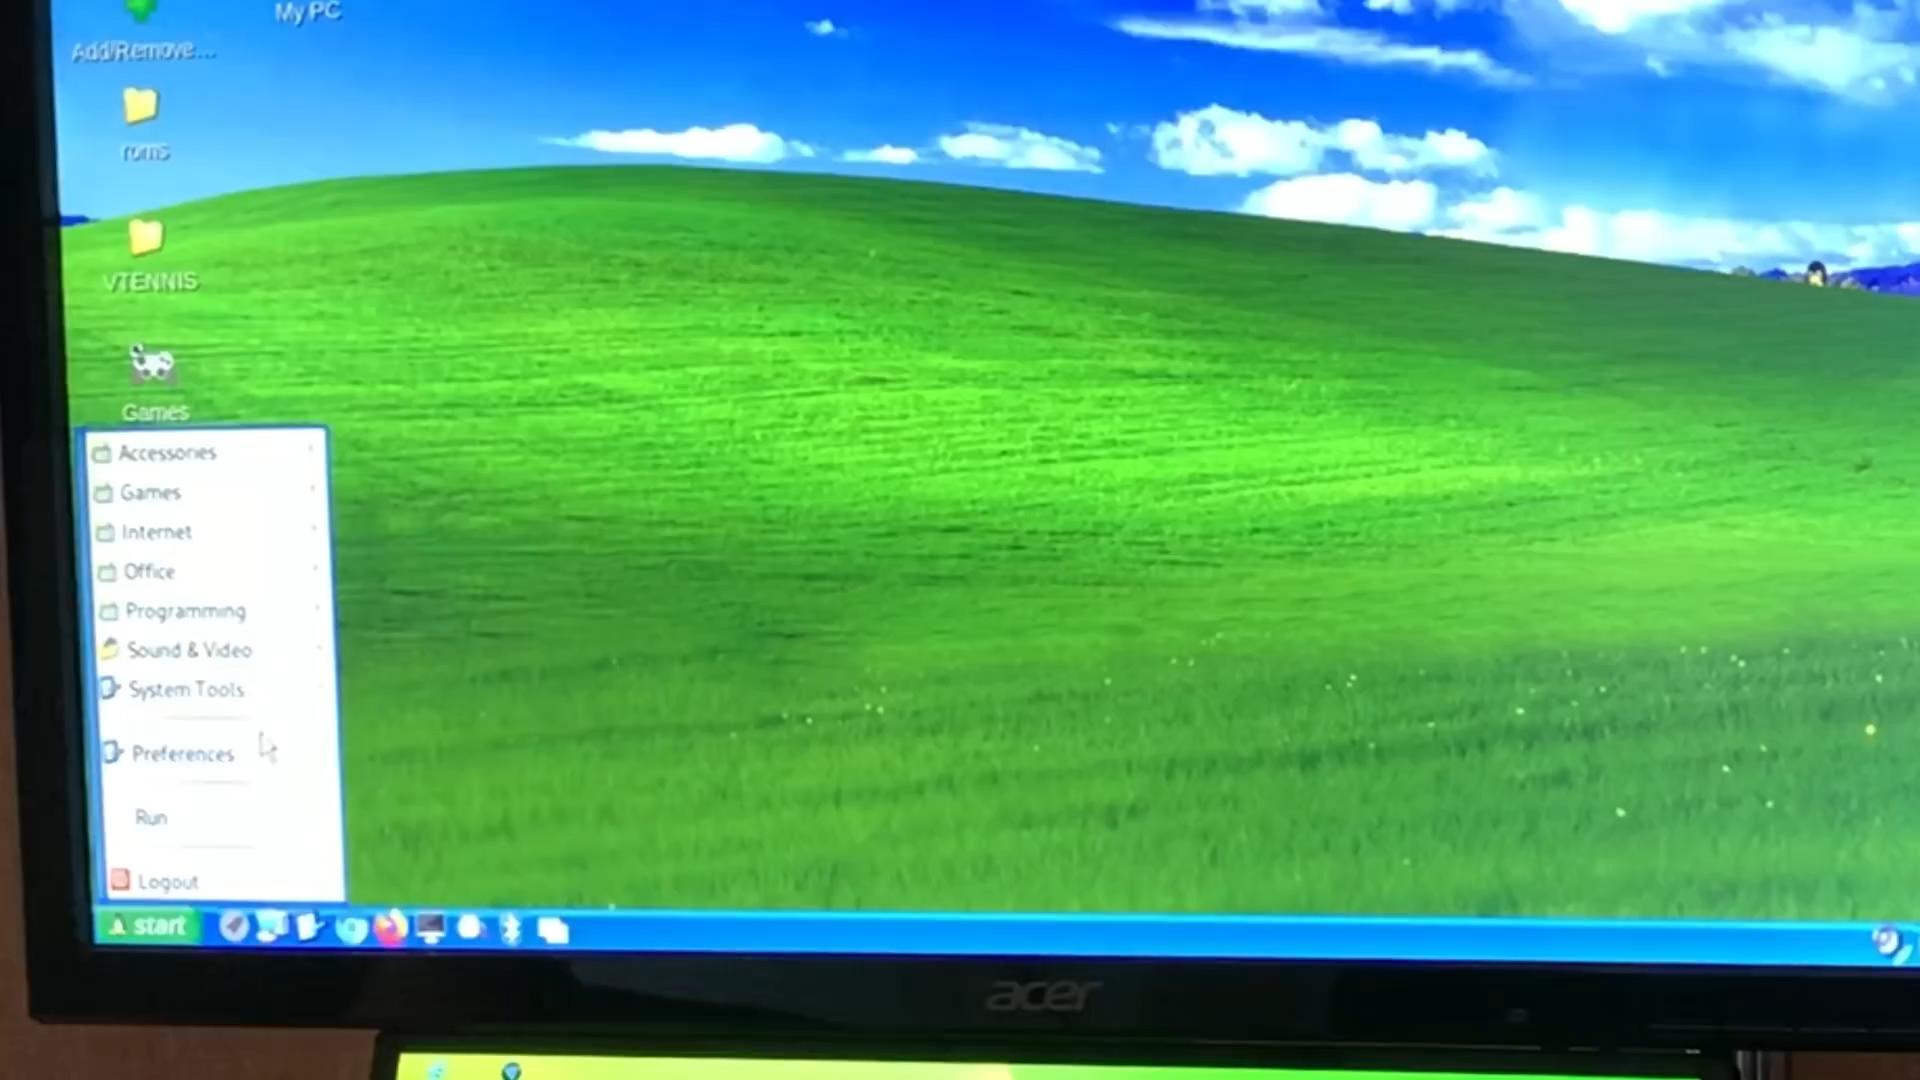 My PC
Add/Remove...
roms
VTENNIS
Games
Accessories
Games
Internet
Office
Programming
Sound & Video
System Tools
Preferences
Run
Logout
start
acer